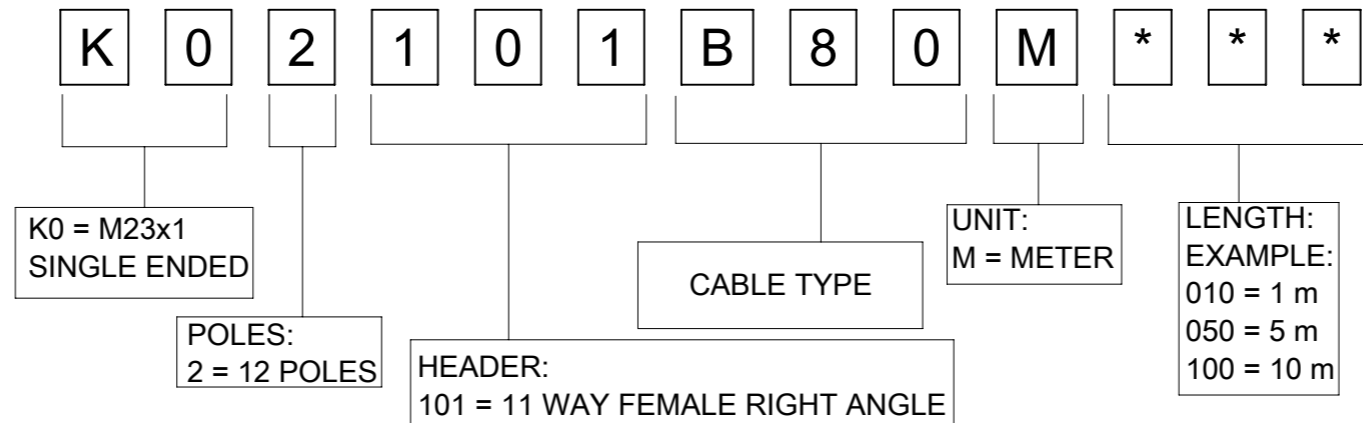 K 0 2 1 0 1 B 8 0 M * * *
K0 = M23x1
SINGLE ENDED
POLES:
2 = 12 POLES
HEADER:
101 = 11 WAY FEMALE RIGHT ANGLE
CABLE TYPE
UNIT:
M = METER
LENGTH:
EXAMPLE:
010 = 1 m
050 = 5 m
100 = 10 m